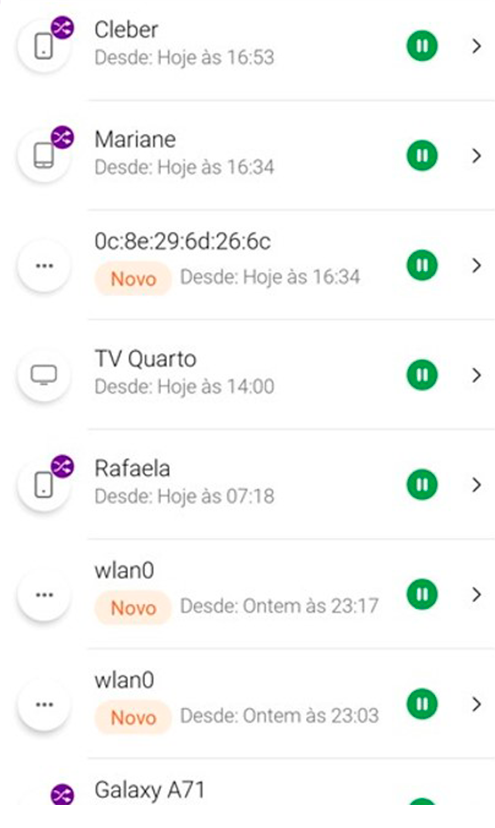 Cleber
Desde: Hoje às 16:53
Mariane
Desde: Hoje às 16:34
0c:8e:29:6d:26:6c
Novo Desde: Hoje às 16:34
TV Quarto
Desde: Hoje às 14:00
Rafaela
Desde: Hoje às 07:18
wlan0
Novo Desde: Ontem às 23:17
wlan0
Novo Desde: Ontem às 23:03
Galaxy A71